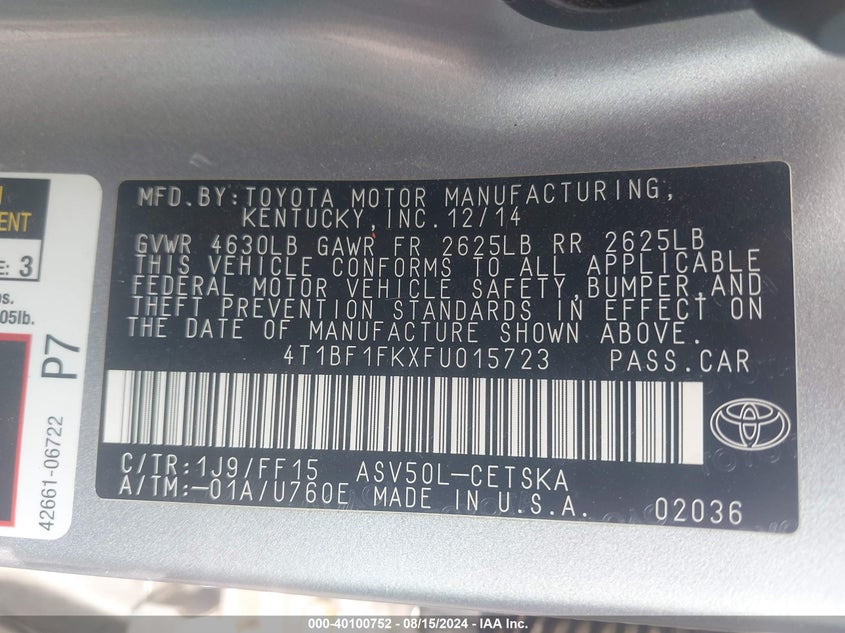 MFD.BY:TOYOTA MOTOR MANUFACTURING,
KENTUCKY,INC.12/14
GVWR 4630LB GAWR FR 2625LB RR 2625LB
THIS VEHICLE CONFORMS TO ALL APPLICABLE
FEDERAL MOTOR VEHICLE SAFETY,BUMPER,AND
THEFT PREVENTION STANDARDS IN EFFECT ON
THE DATE OF MANUFACTURE SHOWN ABOVE.
4T1BF1FKXFU015723 PASS.CAR
C/TR:1J9/FF15 ASV50L-CETSKA
A/TM:-01A/U760E MADE IN U.S.A.
02036
3
05lb.
P7
42661-06722
000-40100752 - 08/15/2024 - IAA Inc.